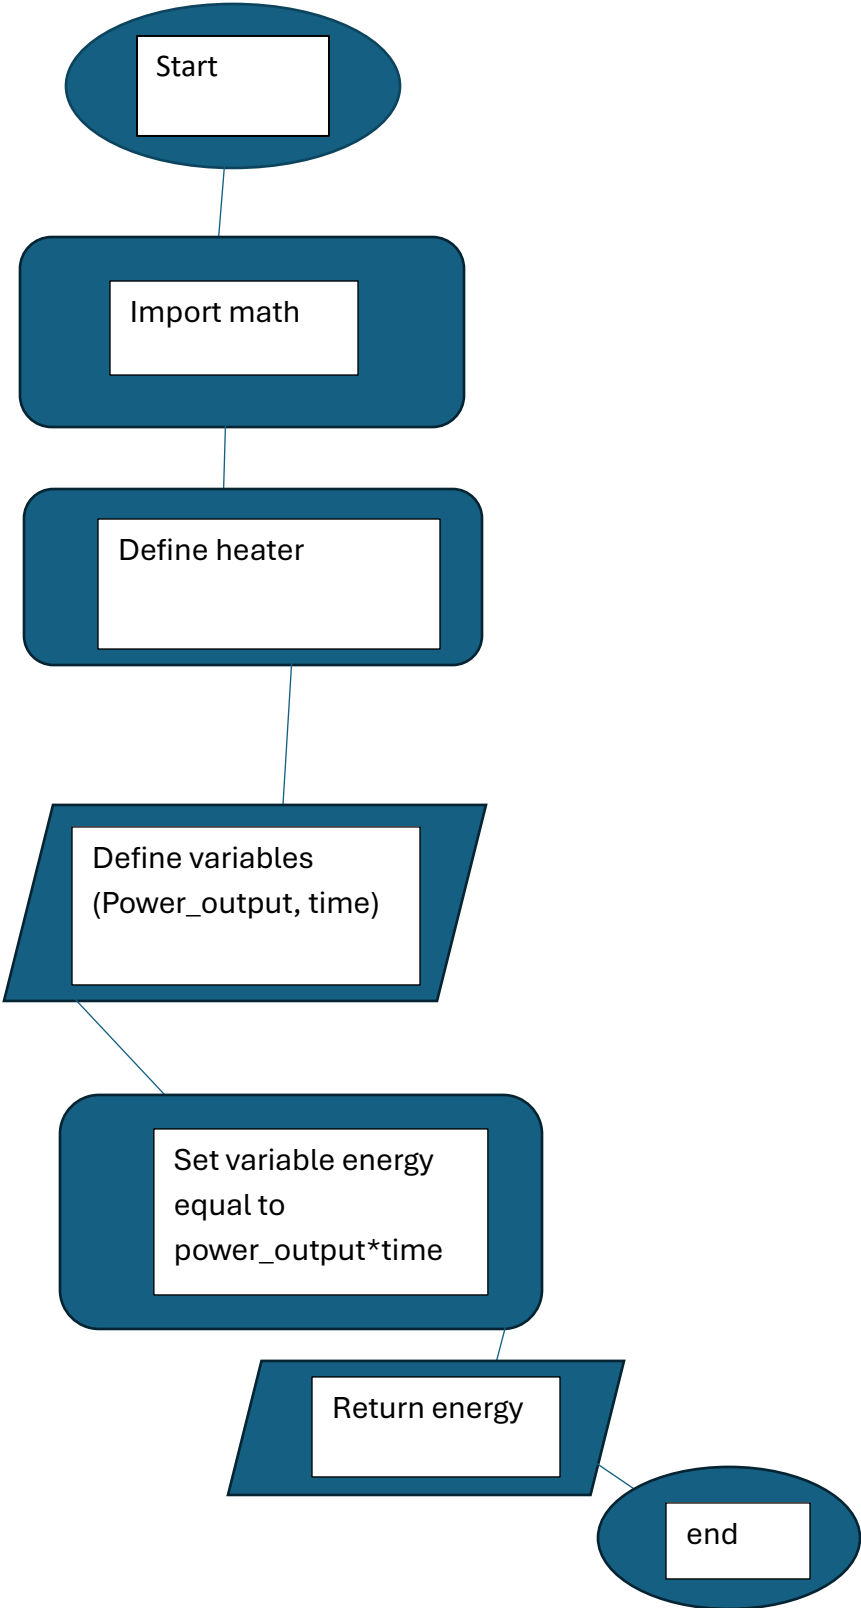 Start
Import math
Define heater
Define variables
(Power_output, time)
Set variable energy
equal to
power_output*time
Return energy
end